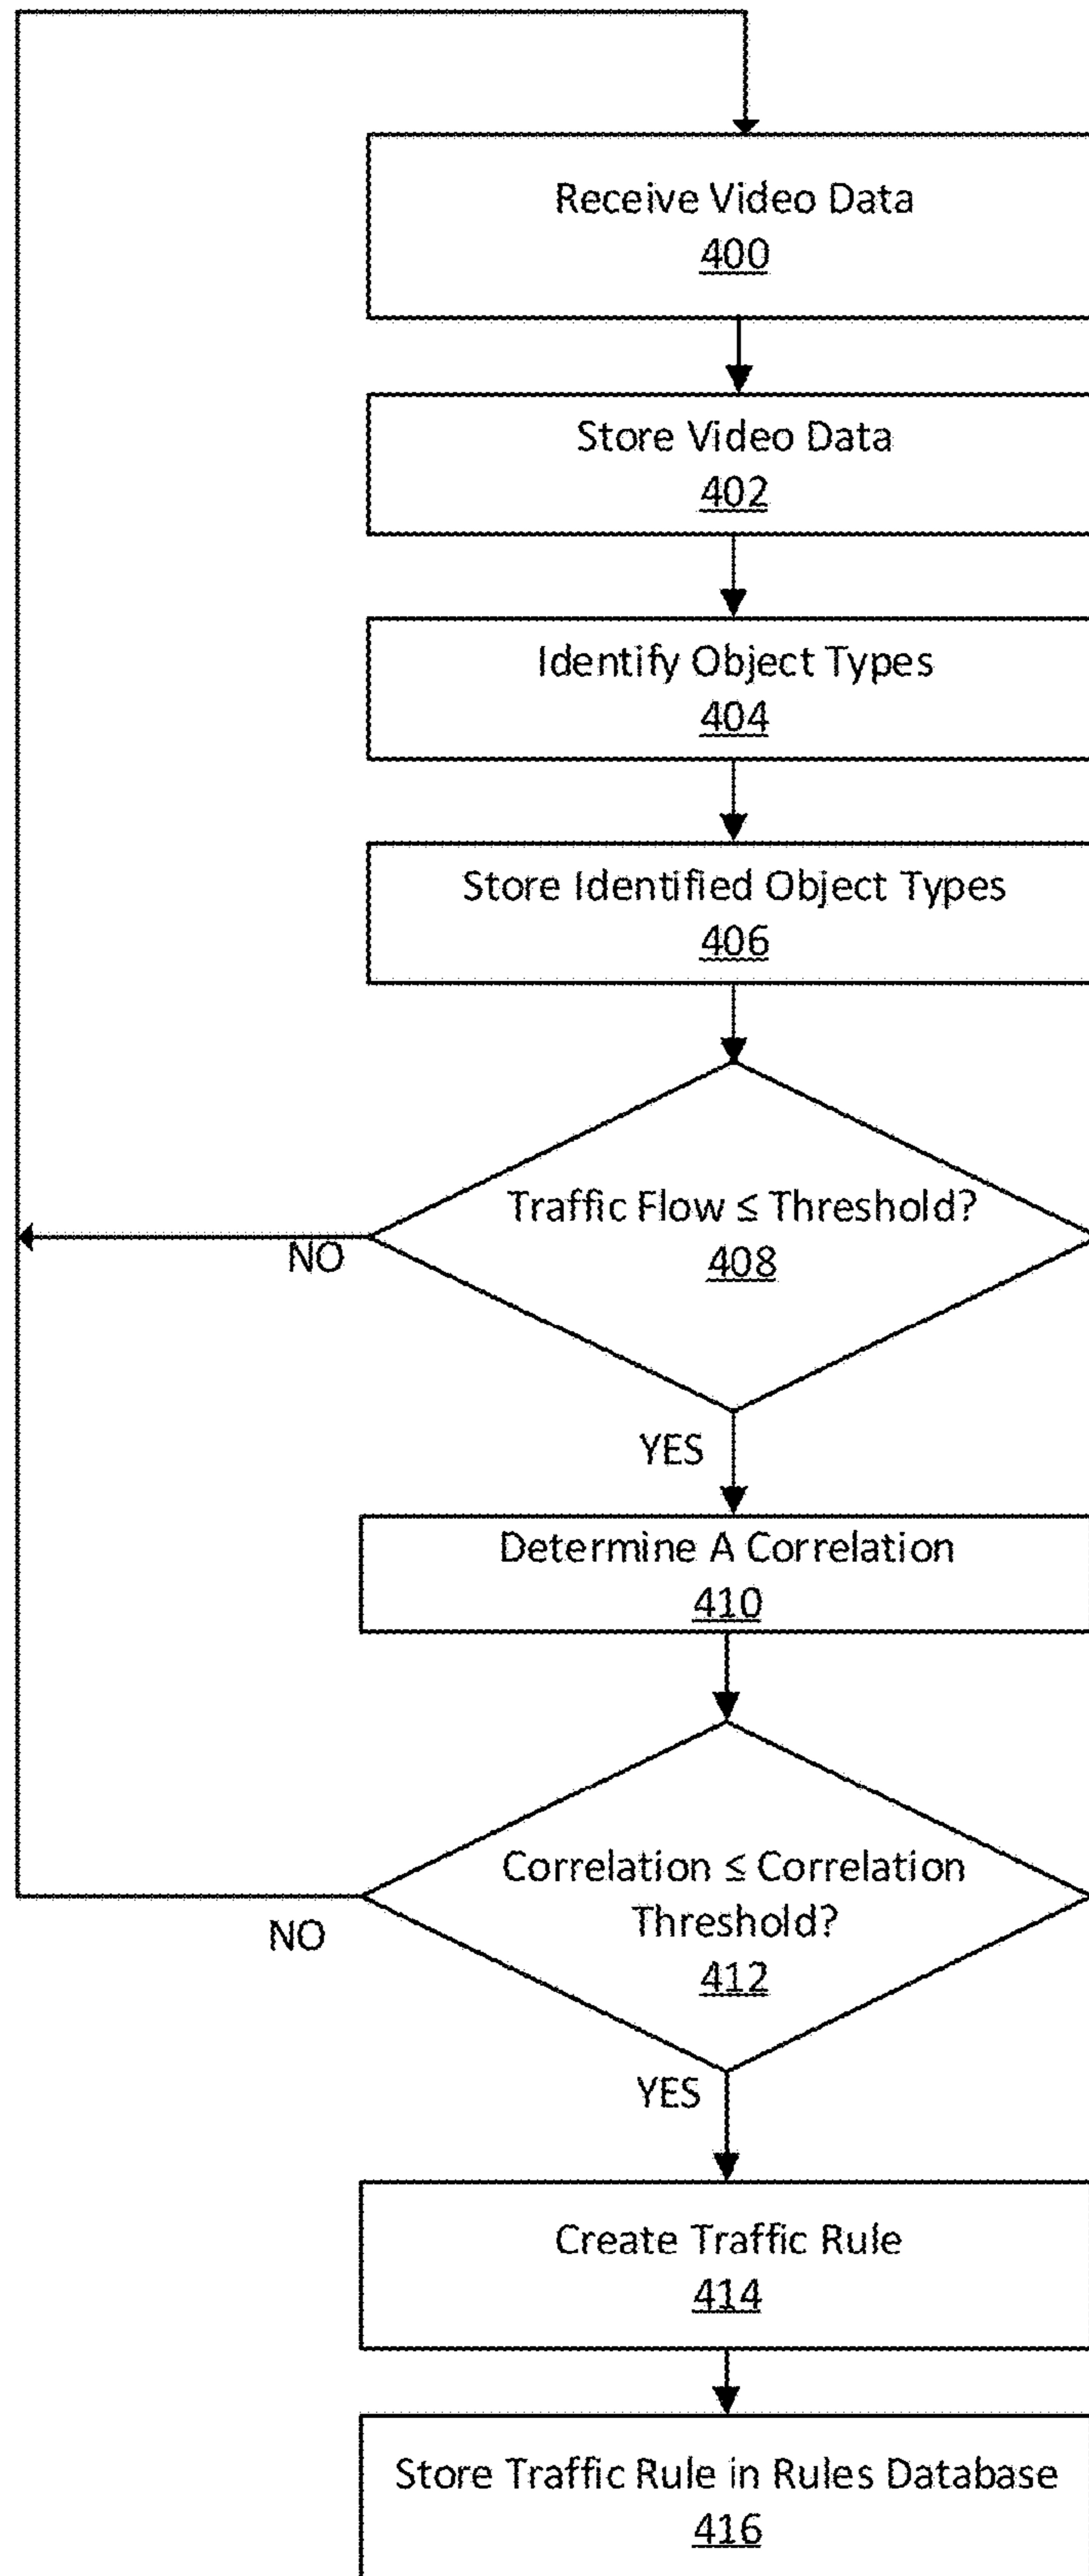 Receive Video Data
400
Store Video Data
402
Identify Object Types
404
Store Identified Object Types
406
Traffic Flow ≤ Threshold?
408
NO
YES
Determine A Correlation
410
Correlation ≤ Correlation
Threshold?
412
NO
YES
Create Traffic Rule
414
Store Traffic Rule in Rules Database
416